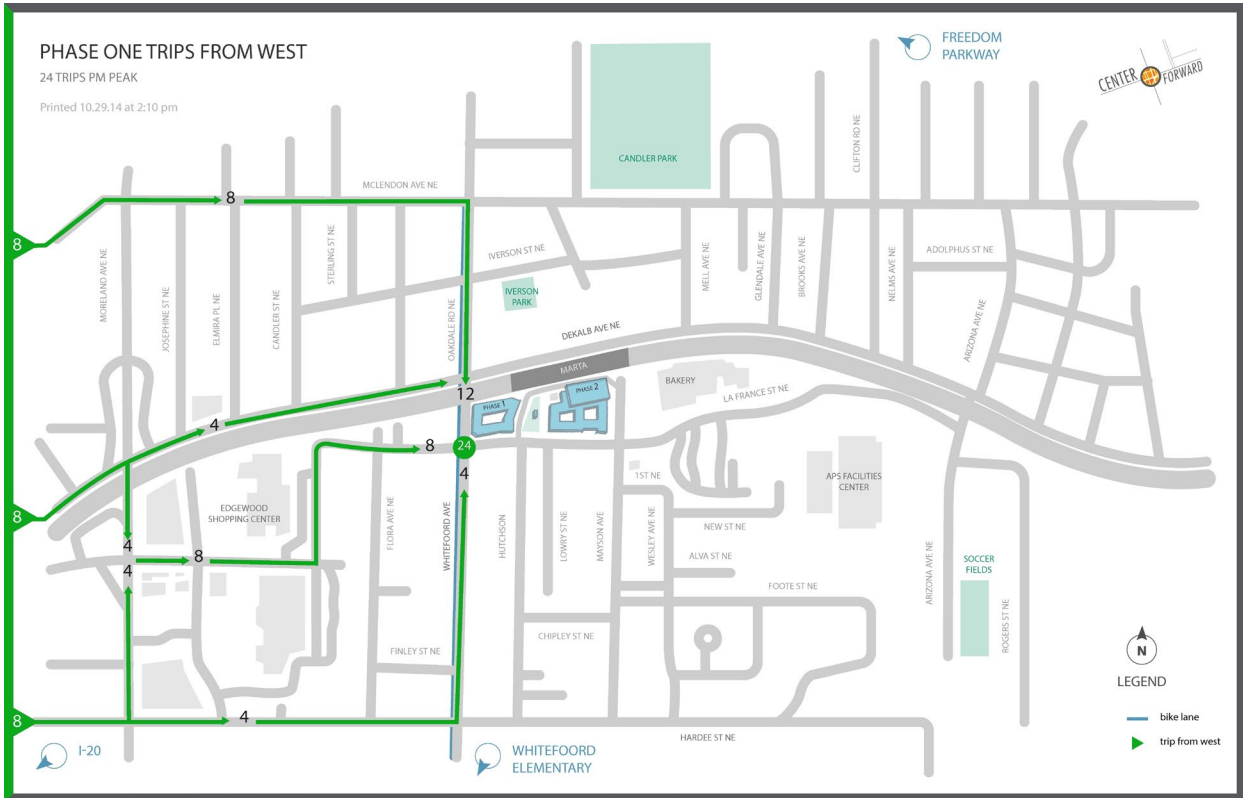 PHASE ONE TRIPS FROM WEST
24 TRIPS PM PEAK
Printed 10.29.14 at 2:10 pm
FREEDOM
PARKWAY
CENTER FORWARD
CANDLER PARK
CLIFTON RD NE
MCLENDON AVE NE
8
8
MORELAND AVE NE
JOSEPHINE ST NE
ELMIRA PL NE
CANDLER ST NE
STERLING ST NE
OAKDALE RD NE
IVERSON ST NE
IVERSON
PARK
MELL AVE NE
GLENDALE AVE NE
BROOKS AVE NE
NELMS AVE NE
ADOLPHUS ST NE
ARIZONA AVE NE
DEKALB AVE NE
MARTA
BAKERY
LA FRANCE ST NE
PHASE 1
PHASE 2
12
4
8
24
4
8
EDGEWOOD
SHOPPING CENTER
FLORA AVE NE
WHITEFOORD AVE
HUTCHSON
LOWRY ST NE
MAYSON AVE
WESLEY AVE NE
1ST NE
NEW ST NE
ALVA ST NE
FOOTE ST NE
APS FACILITIES
CENTER
ARIZONA AVE NE
SOCCER
FIELDS
ROGERS ST NE
4
4
8
CHIPLEY ST NE
FINLEY ST NE
8
4
HARDEE ST NE
I-20
WHITEFOORD
ELEMENTARY
N
LEGEND
bike lane
trip from west